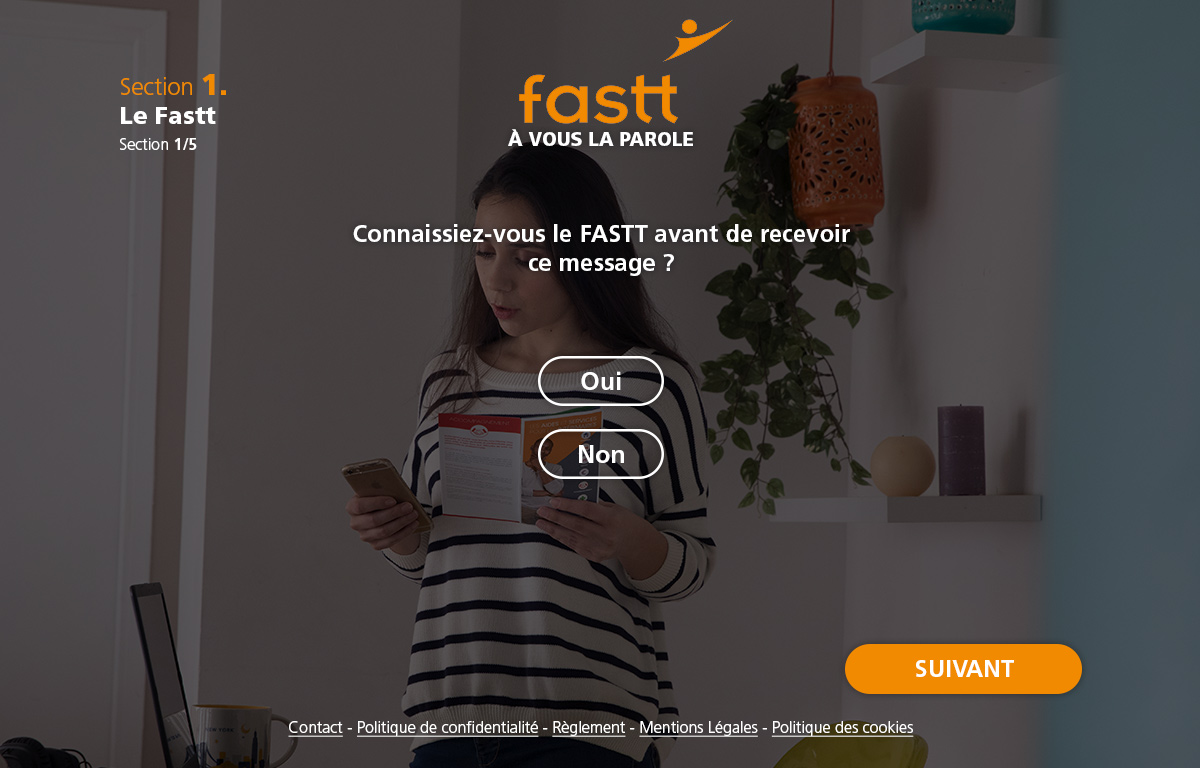 Section 1.
Le Fastt
Section 1/5
fastt
À VOUS LA PAROLE
Connaissiez-vous le FASTT avant de recevoir
ce message ?
Oui
Non
SUIVANT
Contact - Politique de confidentialité - Règlement - Mentions Légales - Politique des cookies